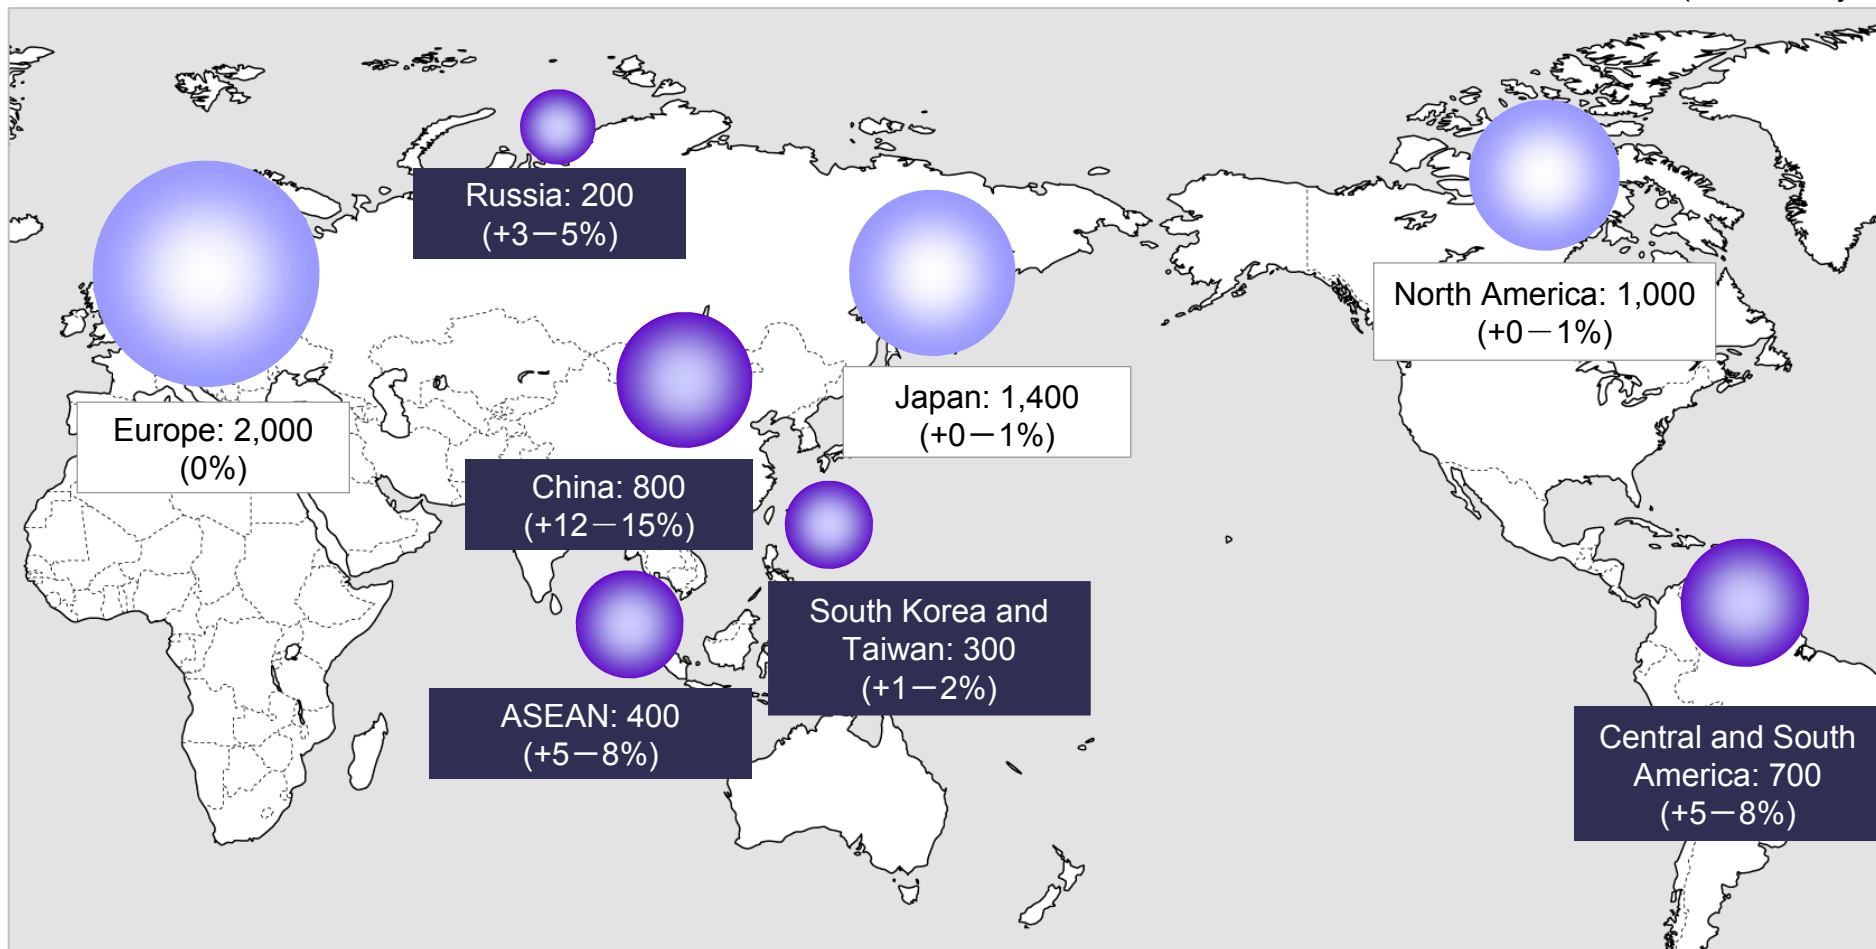 Russia: 200
(+3－5%)
North America: 1,000
(+0－1%)
Japan: 1,400
(+0－1%)
Europe: 2,000
(0%)
China: 800
(+12－15%)
South Korea and
Taiwan: 300
(+1－2%)
ASEAN: 400
(+5－8%)
Central and South
America: 700
(+5－8%)